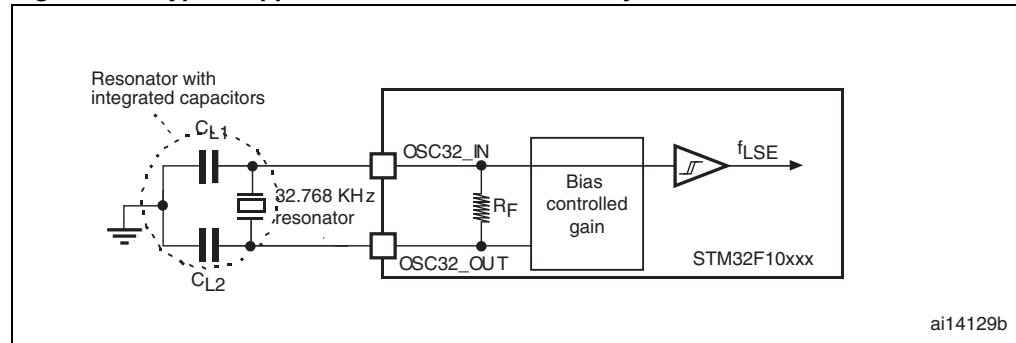 Resonator with
integrated capacitors
CL1
OSC32_IN
fLSE
32.768 KHz
resonator
RF
Bias
controlled
gain
OSC32_OUT
STM32F10xxx
CL2
ai14129b